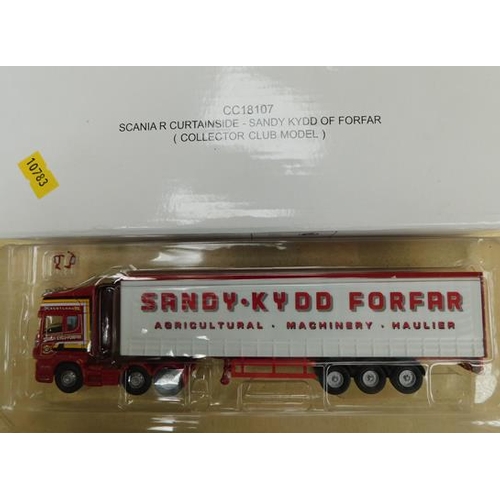 CC18107
SCANIA R CURTAINSIDE - SANDY KYDD OF FORFAR
( COLLECTOR CLUB MODEL )
10783
SANDY·KYDD FORFAR
AGRICULTURAL · MACHINERY · HAULIER